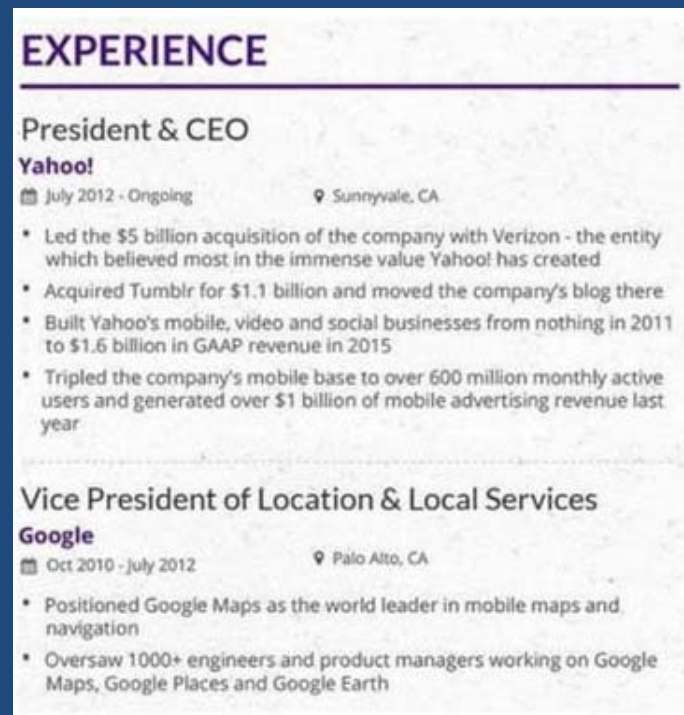 EXPERIENCE
President & CEO
Yahoo!
July 2012 - Ongoing
Sunnyvale, CA
• Led the $5 billion acquisition of the company with Verizon - the entity
which believed most in the immense value Yahoo! has created
• Acquired Tumblr for $1.1 billion and moved the company's blog there
• Built Yahoo's mobile, video and social businesses from nothing in 2011
to $1.6 billion in GAAP revenue in 2015
• Tripled the company's mobile base to over 600 million monthly active
users and generated over $1 billion of mobile advertising revenue last
year
Vice President of Location & Local Services
Google
Oct 2010 - July 2012
Palo Alto, CA
• Positioned Google Maps as the world leader in mobile maps and
navigation
• Oversaw 1000+ engineers and product managers working on Google
Maps, Google Places and Google Earth